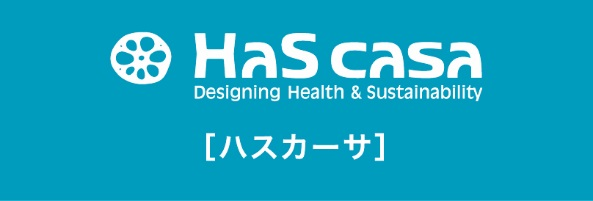 HaS casa
Designing Health & Sustainability
[ハスカーサ]